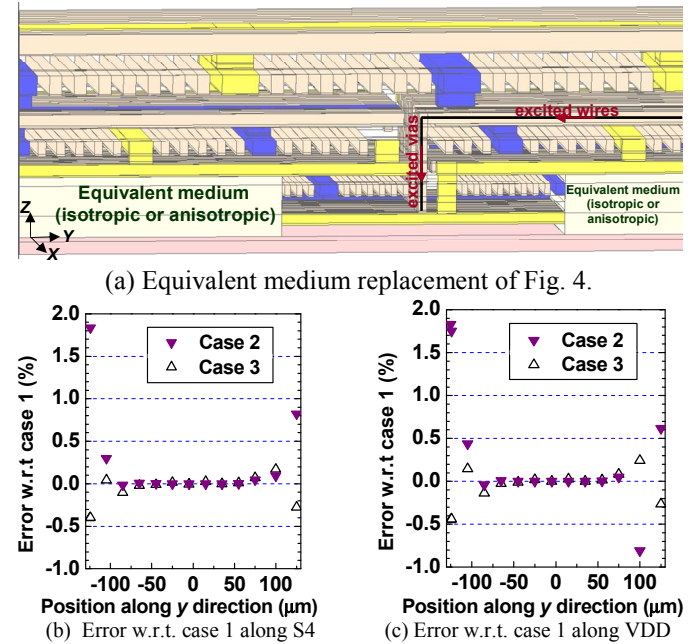 excited wires
excited vias
Equivalent medium
(isotropic or anisotropic)
Equivalent medium
(isotropic or
anisotropic)
Z
Y
X
(a) Equivalent medium replacement of Fig. 4.
2.0
1.5
1.0
0.5
0.0
-0.5
-1.0
Error w.r.t case 1 (%)
Case 2
Case 3
-100 -50 0 50 100
Position along y direction (μm)
(b) Error w.r.t. case 1 along S4
2.0
1.5
1.0
0.5
0.0
-0.5
-1.0
Error w.r.t case 1 (%)
Case 2
Case 3
-100 -50 0 50 100
Position along y direction (μm)
(c) Error w.r.t. case 1 along VDD